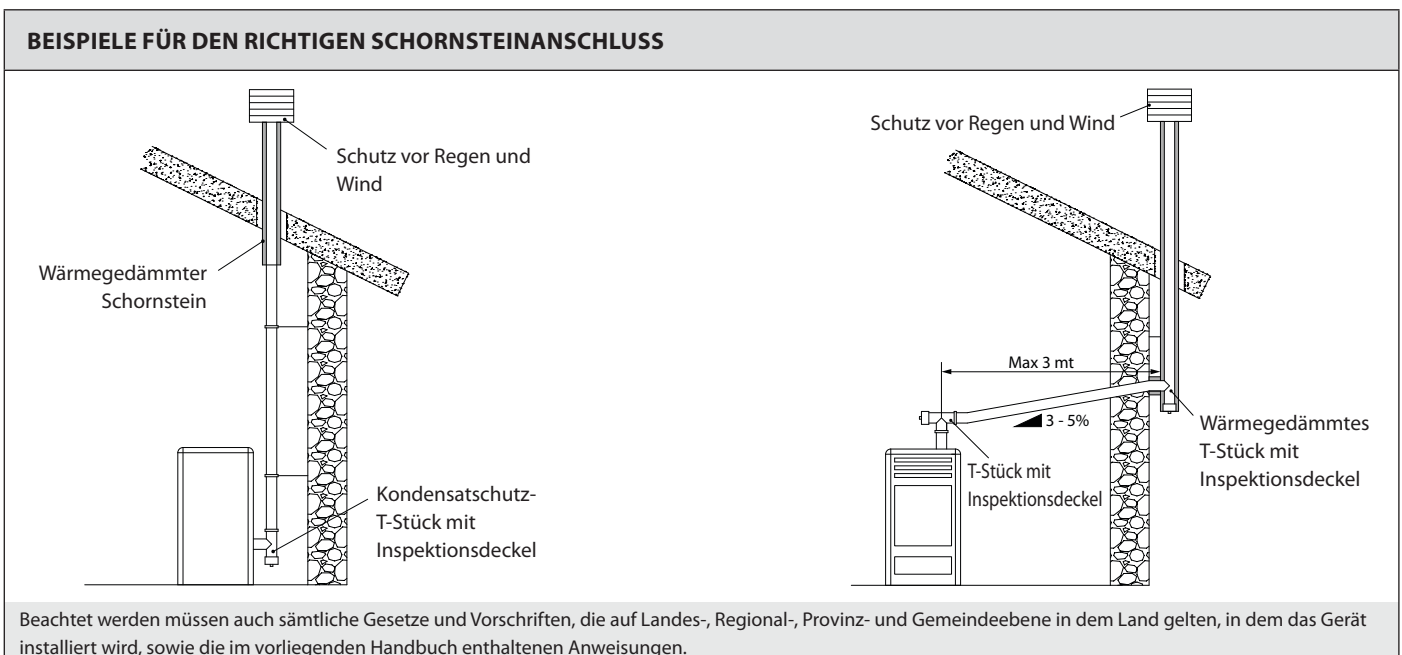 BEISPIELE FÜR DEN RICHTIGEN SCHORNSTEINANSCHLUSS
Schutz vor Regen und
Wind
Wärmegedämmter
Schornstein
Kondensatschutz-
T-Stück mit
Inspektionsdeckel
Schutz vor Regen und Wind
Max 3 mt
3 - 5%
T-Stück mit
Inspektionsdeckel
Wärmegedämmtes
T-Stück mit
Inspektionsdeckel
Beachtet werden müssen auch sämtliche Gesetze und Vorschriften, die auf Landes-, Regional-, Provinz- und Gemeindeebene in dem Land gelten, in dem das Gerät
installiert wird, sowie die im vorliegenden Handbuch enthaltenen Anweisungen.